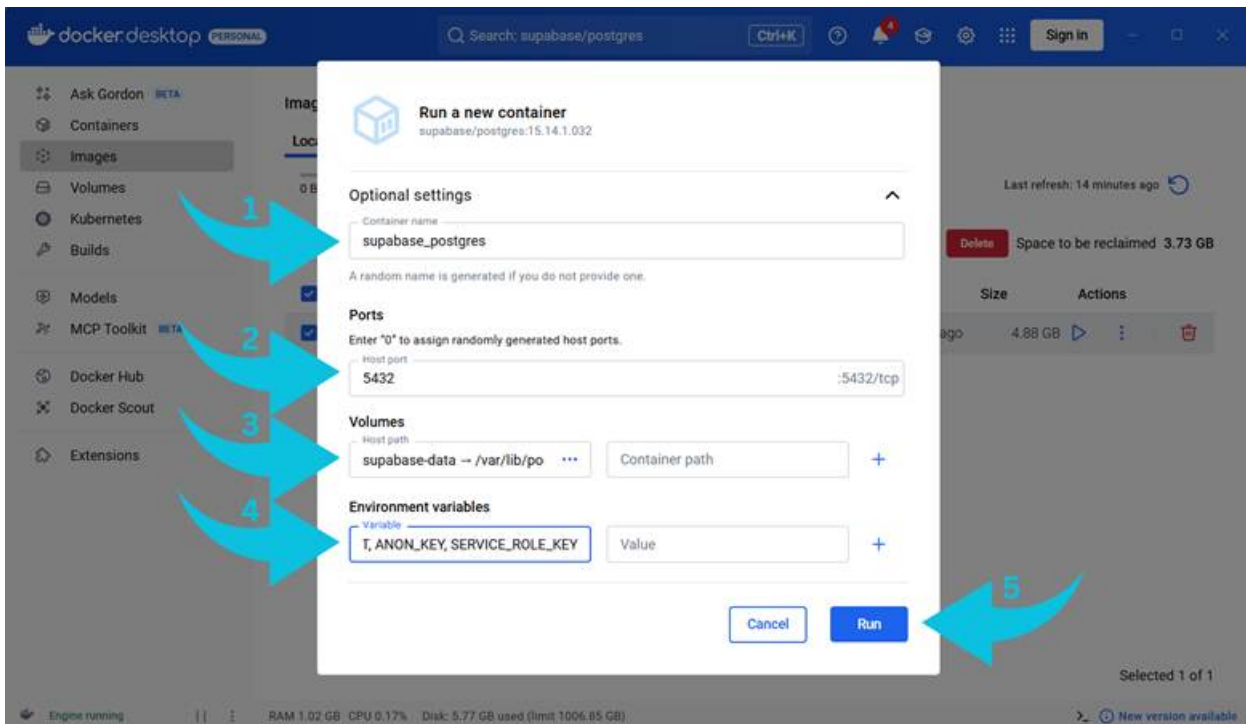 docker.desktop PERSONAL
Search: supabase/postgres
Ctrl+K
4
Sign in
Ask Gordon BETA
Containers
Images
Volumes
Kubernetes
Builds
Models
MCP Toolkit BETA
Docker Hub
Docker Scout
Extensions
Imag
Loca
0 B
Last refresh: 14 minutes ago
Delete
Space to be reclaimed 3.73 GB
Size
Actions
ago
4.88 GB
Run a new container
supabase/postgres:15.14.1.032
Optional settings
1
Container name
supabase_postgres
A random name is generated if you do not provide one.
Ports
Enter "0" to assign randomly generated host ports.
2
Host port
5432
:5432/tcp
Volumes
3
Host path
supabase-data → /var/lib/po
Container path
Environment variables
4
Variable
T, ANON_KEY, SERVICE_ROLE_KEY
Value
Cancel
Run
5
Selected 1 of 1
Engine running
RAM 1.02 GB CPU 0.17% Disk: 5.77 GB used (limit 1006.85 GB)
New version available